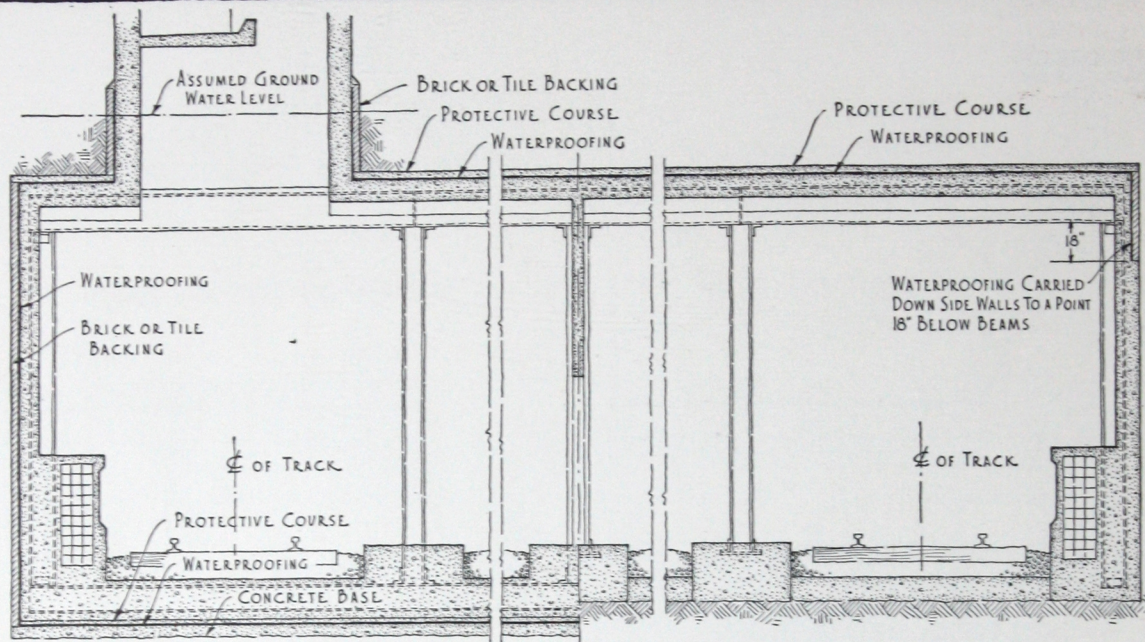 ASSUMED GROUND
WATER LEVEL
BRICK OR TILE BACKING
PROTECTIVE COURSE
WATERPROOFING
PROTECTIVE COURSE
WATERPROOFING
18"
WATERPROOFING
WATERPROOFING CARRIED
DOWN SIDE WALLS TO A POINT
18" BELOW BEAMS
BRICK OR TILE
BACKING
℄ OF TRACK
℄ OF TRACK
PROTECTIVE COURSE
WATERPROOFING
CONCRETE BASE